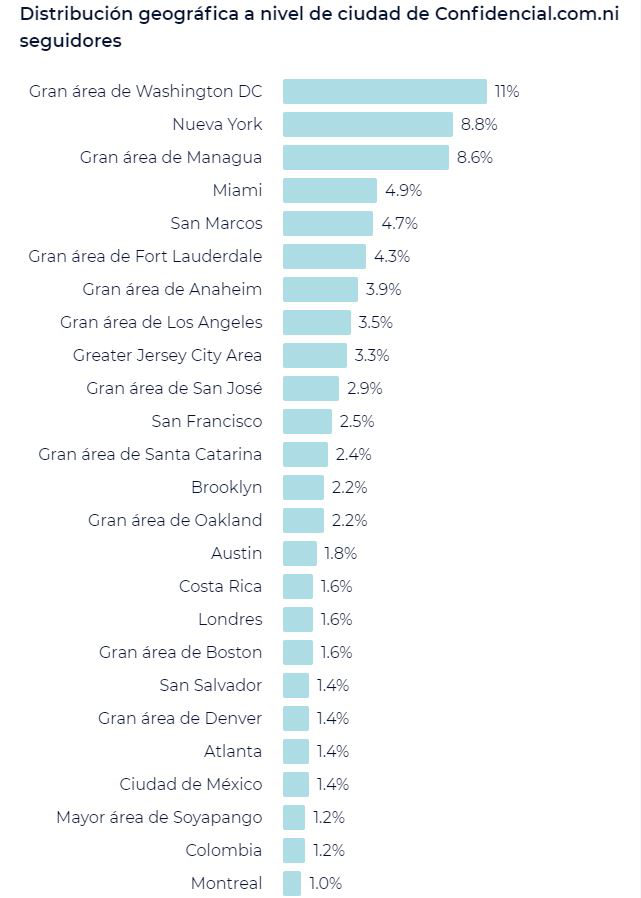 Distribución geográfica a nivel de ciudad de Confidencial.com.ni
seguidores
Gran área de Washington DC 11%
Nueva York 8.8%
Gran área de Managua 8.6%
Miami 4.9%
San Marcos 4.7%
Gran área de Fort Lauderdale 4.3%
Gran área de Anaheim 3.9%
Gran área de Los Angeles 3.5%
Greater Jersey City Area 3.3%
Gran área de San José 2.9%
San Francisco 2.5%
Gran área de Santa Catarina 2.4%
Brooklyn 2.2%
Gran área de Oakland 2.2%
Austin 1.8%
Costa Rica 1.6%
Londres 1.6%
Gran área de Boston 1.6%
San Salvador 1.4%
Gran área de Denver 1.4%
Atlanta 1.4%
Ciudad de México 1.4%
Mayor área de Soyapango 1.2%
Colombia 1.2%
Montreal 1.0%